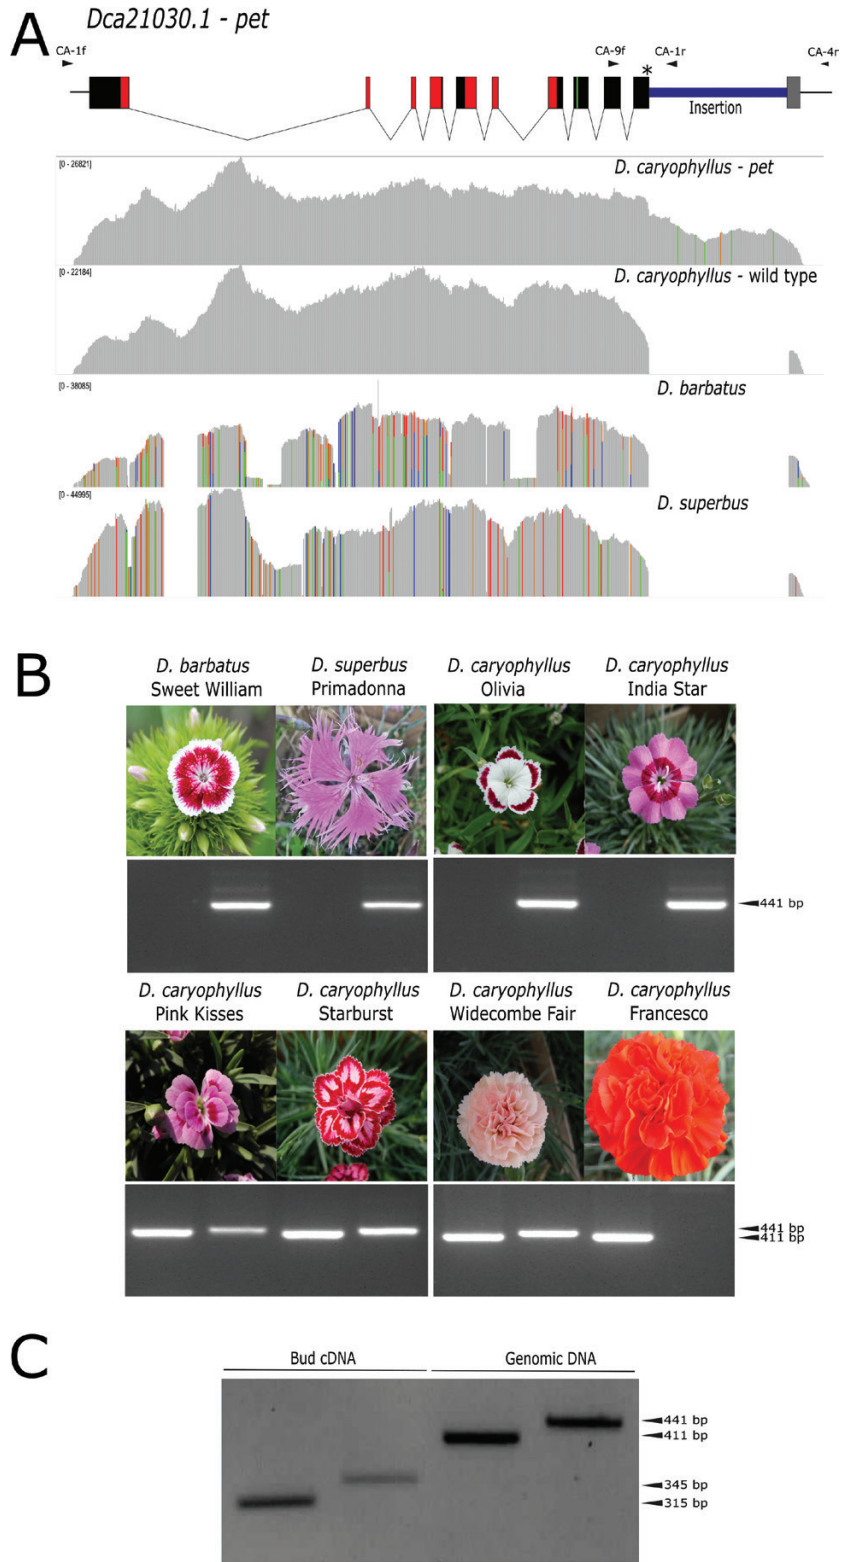 A
Dca21030.1 - pet
CA-1f
CA-9f
CA-1r
CA-4r
*
Insertion
[0 - 26821]
D. caryophyllus - pet
[0 - 22184]
D. caryophyllus - wild type
[0 - 38085]
D. barbatus
[0 - 44995]
D. superbus
B
D. barbatus
Sweet William
D. superbus
Primadonna
D. caryophyllus
Olivia
D. caryophyllus
India Star
441 bp
D. caryophyllus
Pink Kisses
D. caryophyllus
Starburst
D. caryophyllus
Widecombe Fair
D. caryophyllus
Francesco
441 bp
411 bp
C
Bud cDNA
Genomic DNA
441 bp
411 bp
345 bp
315 bp